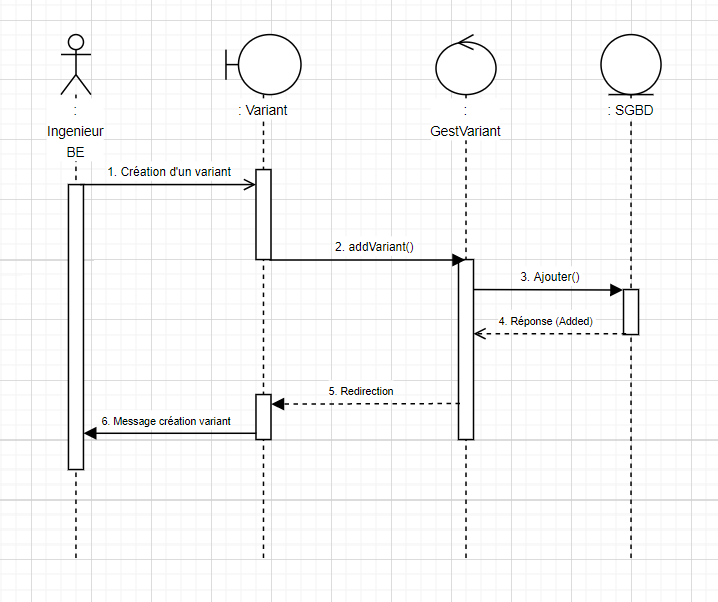 :
Ingenieur
BE
: Variant
:
GestVariant
: SGBD
1. Création d'un variant
2. addVariant()
3. Ajouter()
4. Réponse (Added)
5. Redirection
6. Message création variant